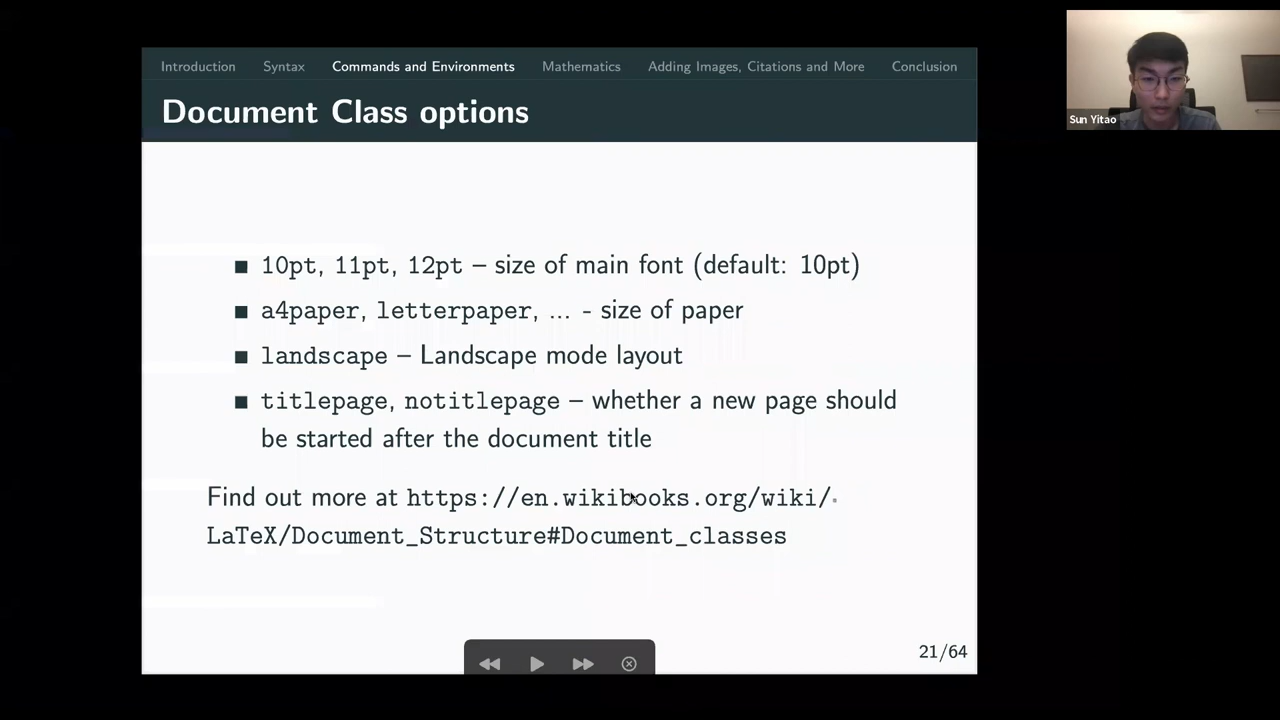 Introduction Syntax Commands and Environments Mathematics Adding Images, Citations and More Conclusion
Document Class options
10pt, 11pt, 12pt – size of main font (default: 10pt)
a4paper, letterpaper, ... - size of paper
landscape – Landscape mode layout
titlepage, notitlepage – whether a new page should
be started after the document title
Find out more at https://en.wikibooks.org/wiki/
LaTeX/Document_Structure#Document_classes
21/64
Sun Yitao